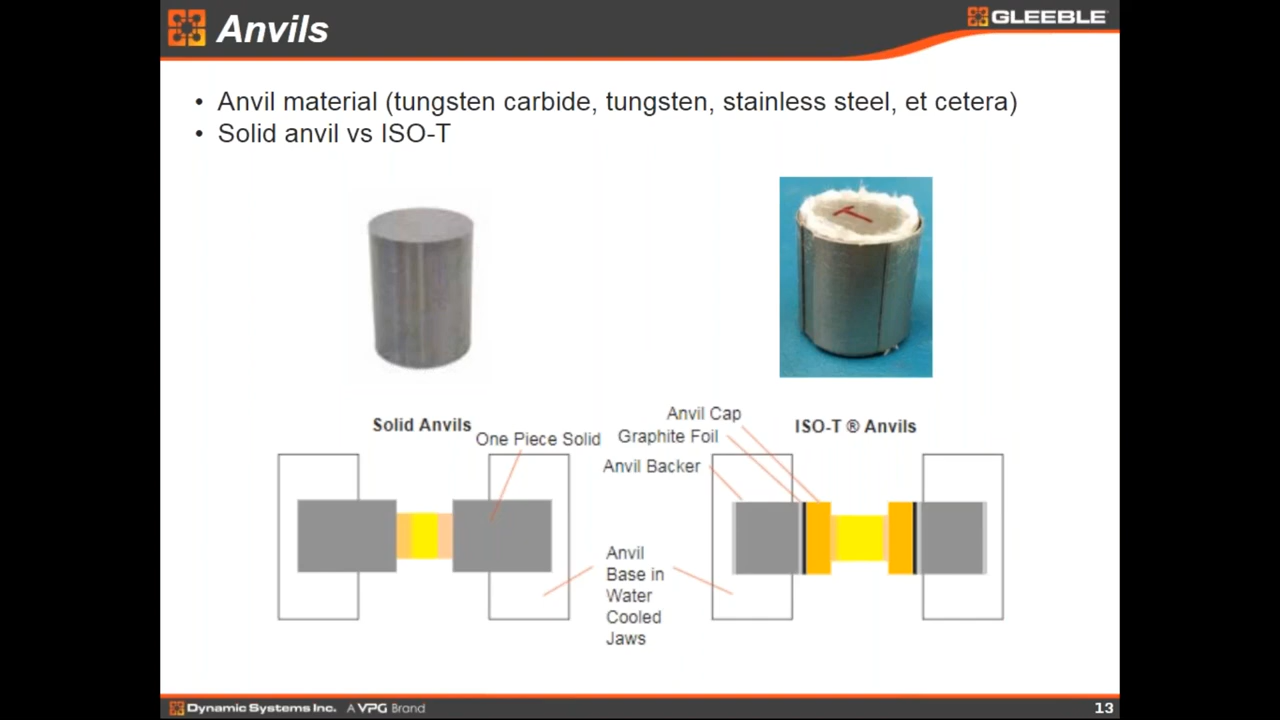 Anvils
GLEEBLE
• Anvil material (tungsten carbide, tungsten, stainless steel, et cetera)
• Solid anvil vs ISO-T
T
Solid Anvils
One Piece Solid
Anvil Cap
Graphite Foil
Anvil Backer
ISO-T ® Anvils
Anvil
Base in
Water
Cooled
Jaws
Dynamic Systems Inc. A VPG Brand
13